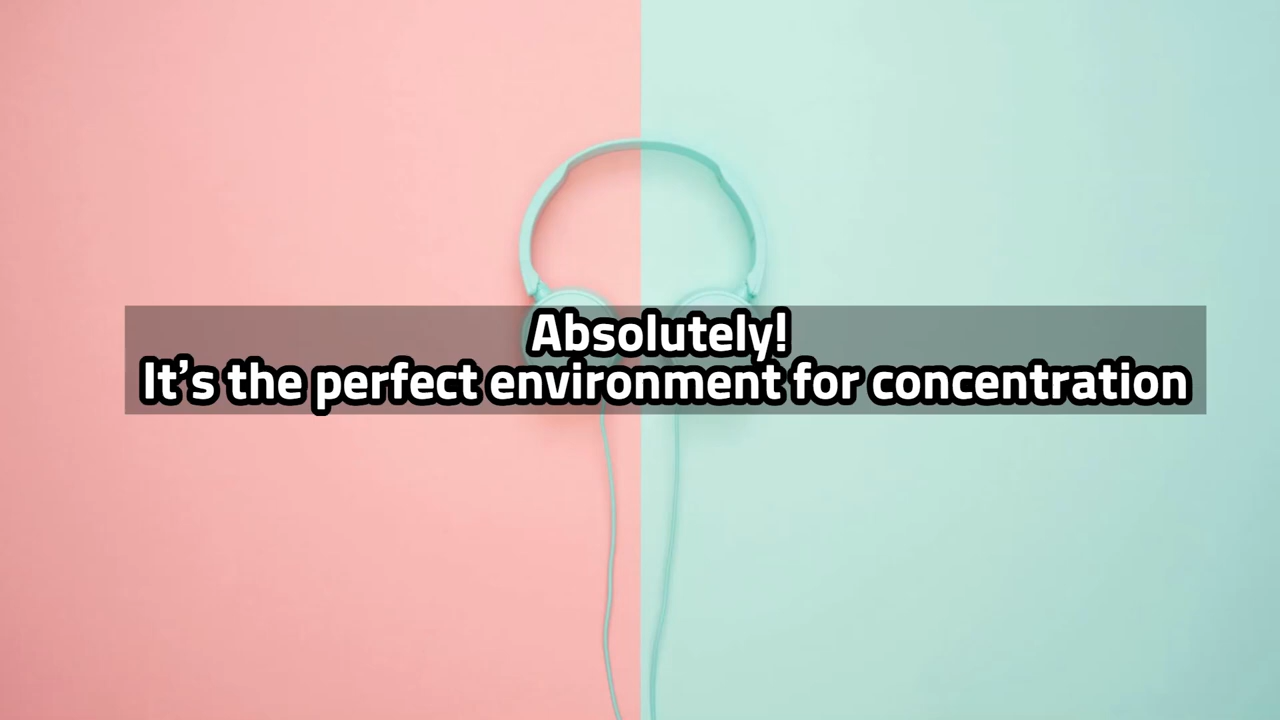 Absolutely!
It’s the perfect environment for concentration